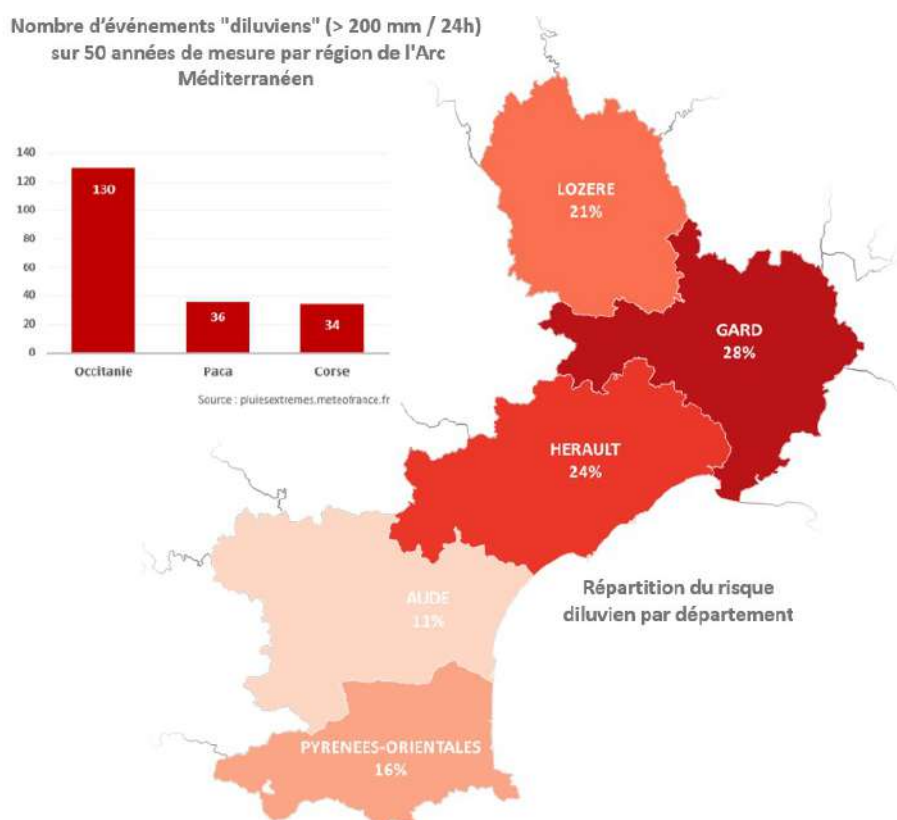 Nombre d'événements "diluviens" (> 200 mm / 24h)
sur 50 années de mesure par région de l'Arc
Méditerranéen
140
120
100
80
60
40
20
0
130
36
34
Occitanie
Paca
Corse
Source : pluiesextremes.meteofrance.fr
LOZERE
21%
GARD
28%
HERAULT
24%
AUDE
11%
PYRENEES-ORIENTALES
16%
Répartition du risque
diluvien par département